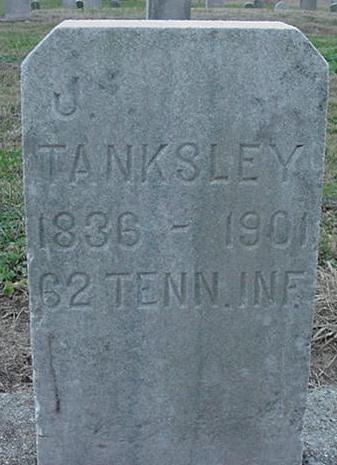 J
TANKSLEY
1836 - 1901
62 TENN. INF.